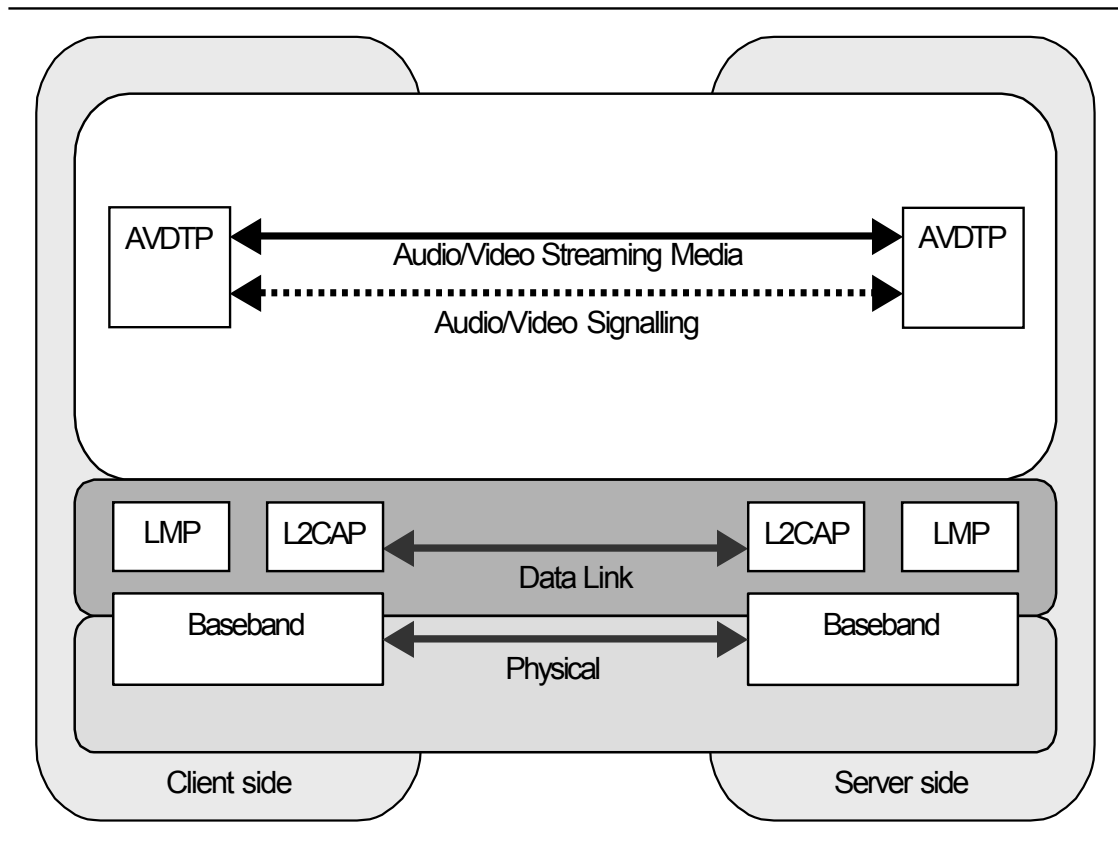 AVDTP
AVDTP
Audio/Video Streaming Media
Audio/Video Signalling
LMP
L2CAP
L2CAP
LMP
Data Link
Baseband
Baseband
Physical
Client side
Server side